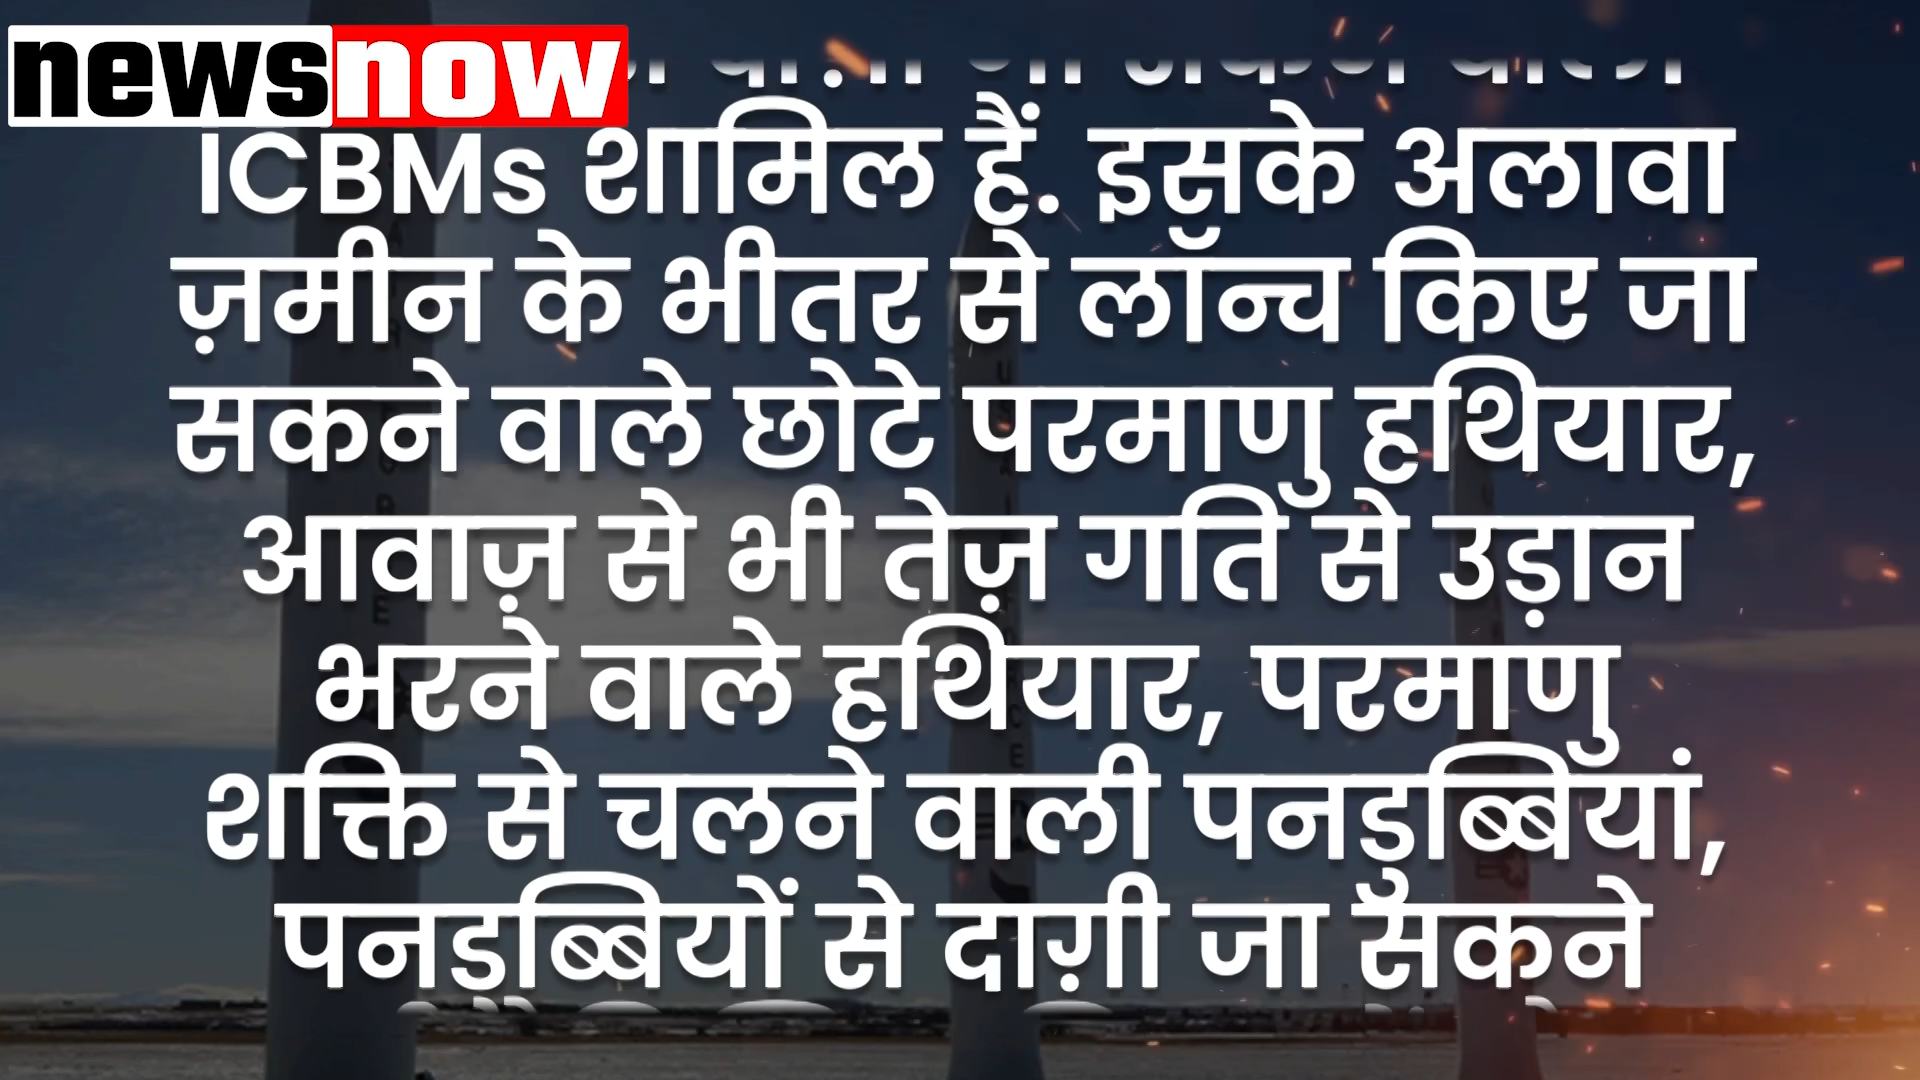 newsnow
ICBMs शामिल हैं. इसके अलावा
ज़मीन के भीतर से लॉन्च किए जा
सकने वाले छोटे परमाणु हथियार,
आवाज़ से भी तेज़ गति से उड़ान
भरने वाले हथियार, परमाणु
शक्ति से चलने वाली पनडुब्बियां,
पनडुब्बियों से दाग़ी जा सकने